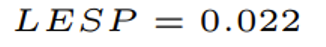 LESP = 0.022